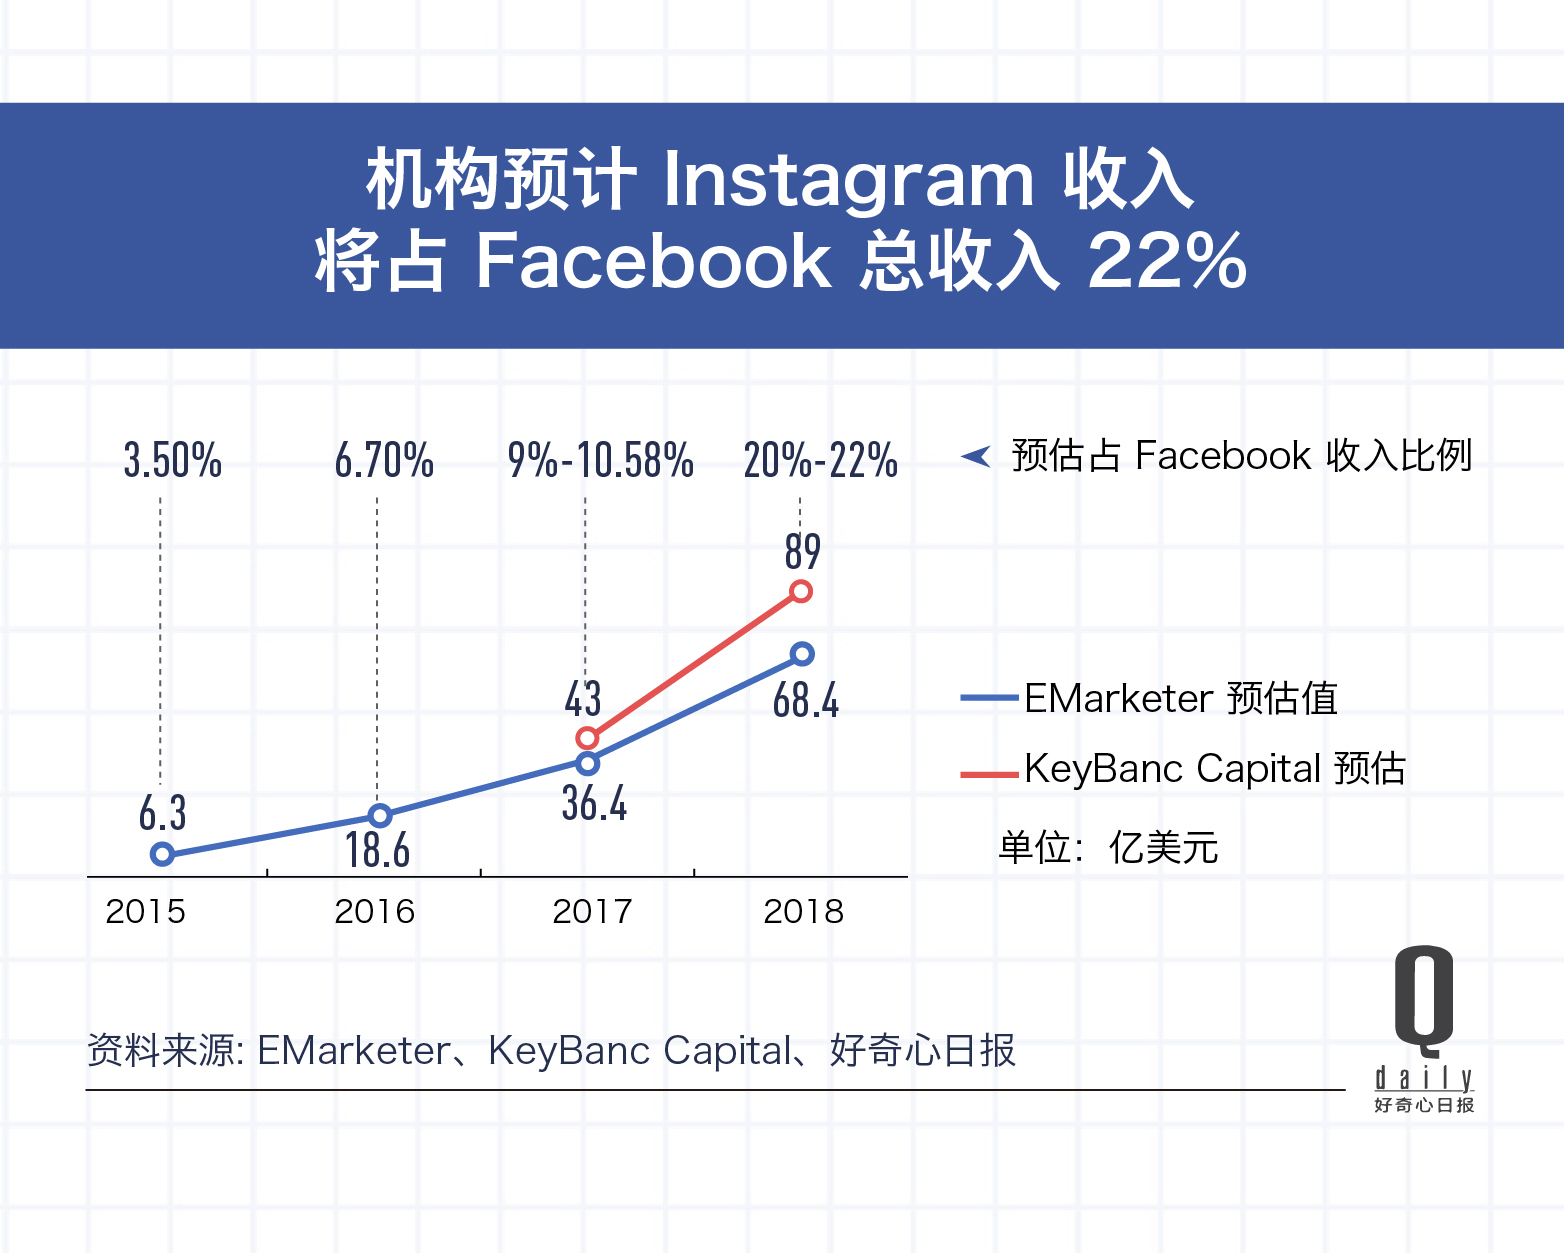 机构预计 Instagram 收入
将占 Facebook 总收入 22%
3.50% 6.70% 9%-10.58% 20%-22% 预估占 Facebook 收入比例
89
43
68.4
EMarketer 预估值
KeyBanc Capital 预估
6.3
36.4
18.6
单位：亿美元
2015 2016 2017 2018
资料来源: EMarketer、KeyBanc Capital、好奇心日报
Q
daily
好奇心日报